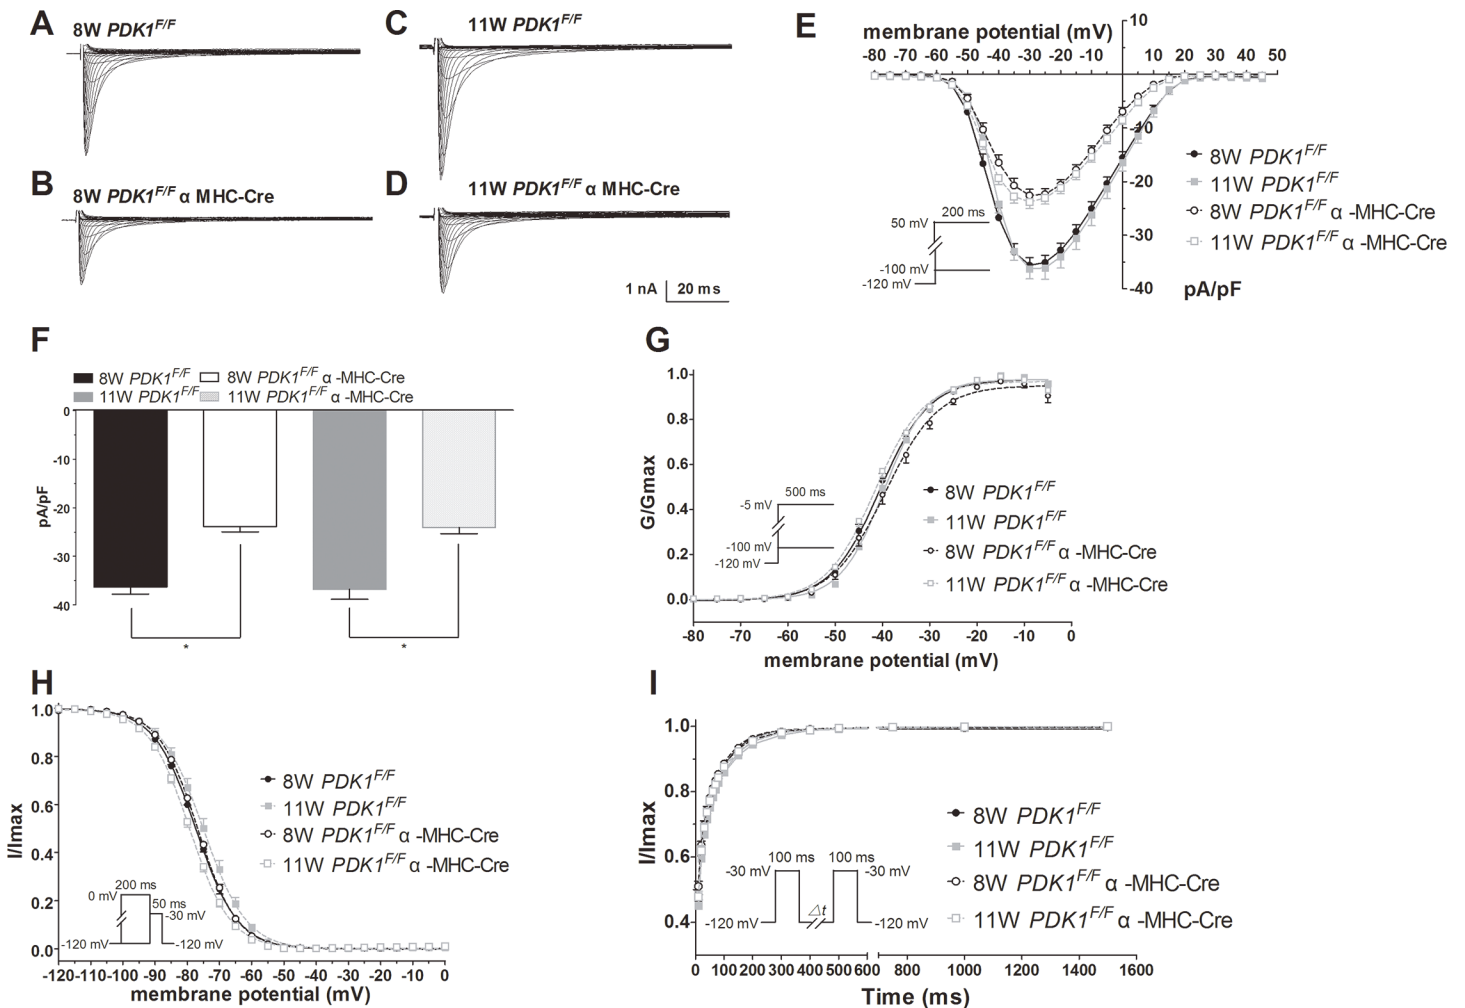 A
8W PDK1F/F
C
11W PDK1F/F
B
8W PDK1F/F α MHC-Cre
D
11W PDK1F/F α MHC-Cre
1 nA
20 ms
E
membrane potential (mV)
-80 -70 -60 -50 -40 -30 -20 -10 10 20 30 40 50
10
-10
-20
-30
-40
pA/pF
8W PDK1F/F
11W PDK1F/F
8W PDK1F/F α -MHC-Cre
11W PDK1F/F α -MHC-Cre
200 ms
50 mV
-100 mV
-120 mV
F
8W PDK1F/F
8W PDK1F/F α -MHC-Cre
11W PDK1F/F
11W PDK1F/F α -MHC-Cre
0
-10
-20
-30
-40
pA/pF
*
*
G
1.0
0.8
0.6
0.4
0.2
0.0
G/Gmax
-80 -70 -60 -50 -40 -30 -20 -10 0
membrane potential (mV)
500 ms
-5 mV
-100 mV
-120 mV
8W PDK1F/F
11W PDK1F/F
8W PDK1F/F α -MHC-Cre
11W PDK1F/F α -MHC-Cre
H
1.0
0.8
0.6
0.4
0.2
0.0
I/Imax
-120 -110 -100 -90 -80 -70 -60 -50 -40 -30 -20 -10 0
membrane potential (mV)
200 ms
0 mV
50 ms
-30 mV
-120 mV
-120 mV
8W PDK1F/F
11W PDK1F/F
8W PDK1F/F α -MHC-Cre
11W PDK1F/F α -MHC-Cre
I
1.0
0.8
0.6
0.4
I/Imax
0 100 200 300 400 500 600 800 1000 1200 1400 1600
Time (ms)
100 ms
100 ms
-30 mV
-30 mV
Δt
-120 mV
-120 mV
8W PDK1F/F
11W PDK1F/F
8W PDK1F/F α -MHC-Cre
11W PDK1F/F α -MHC-Cre